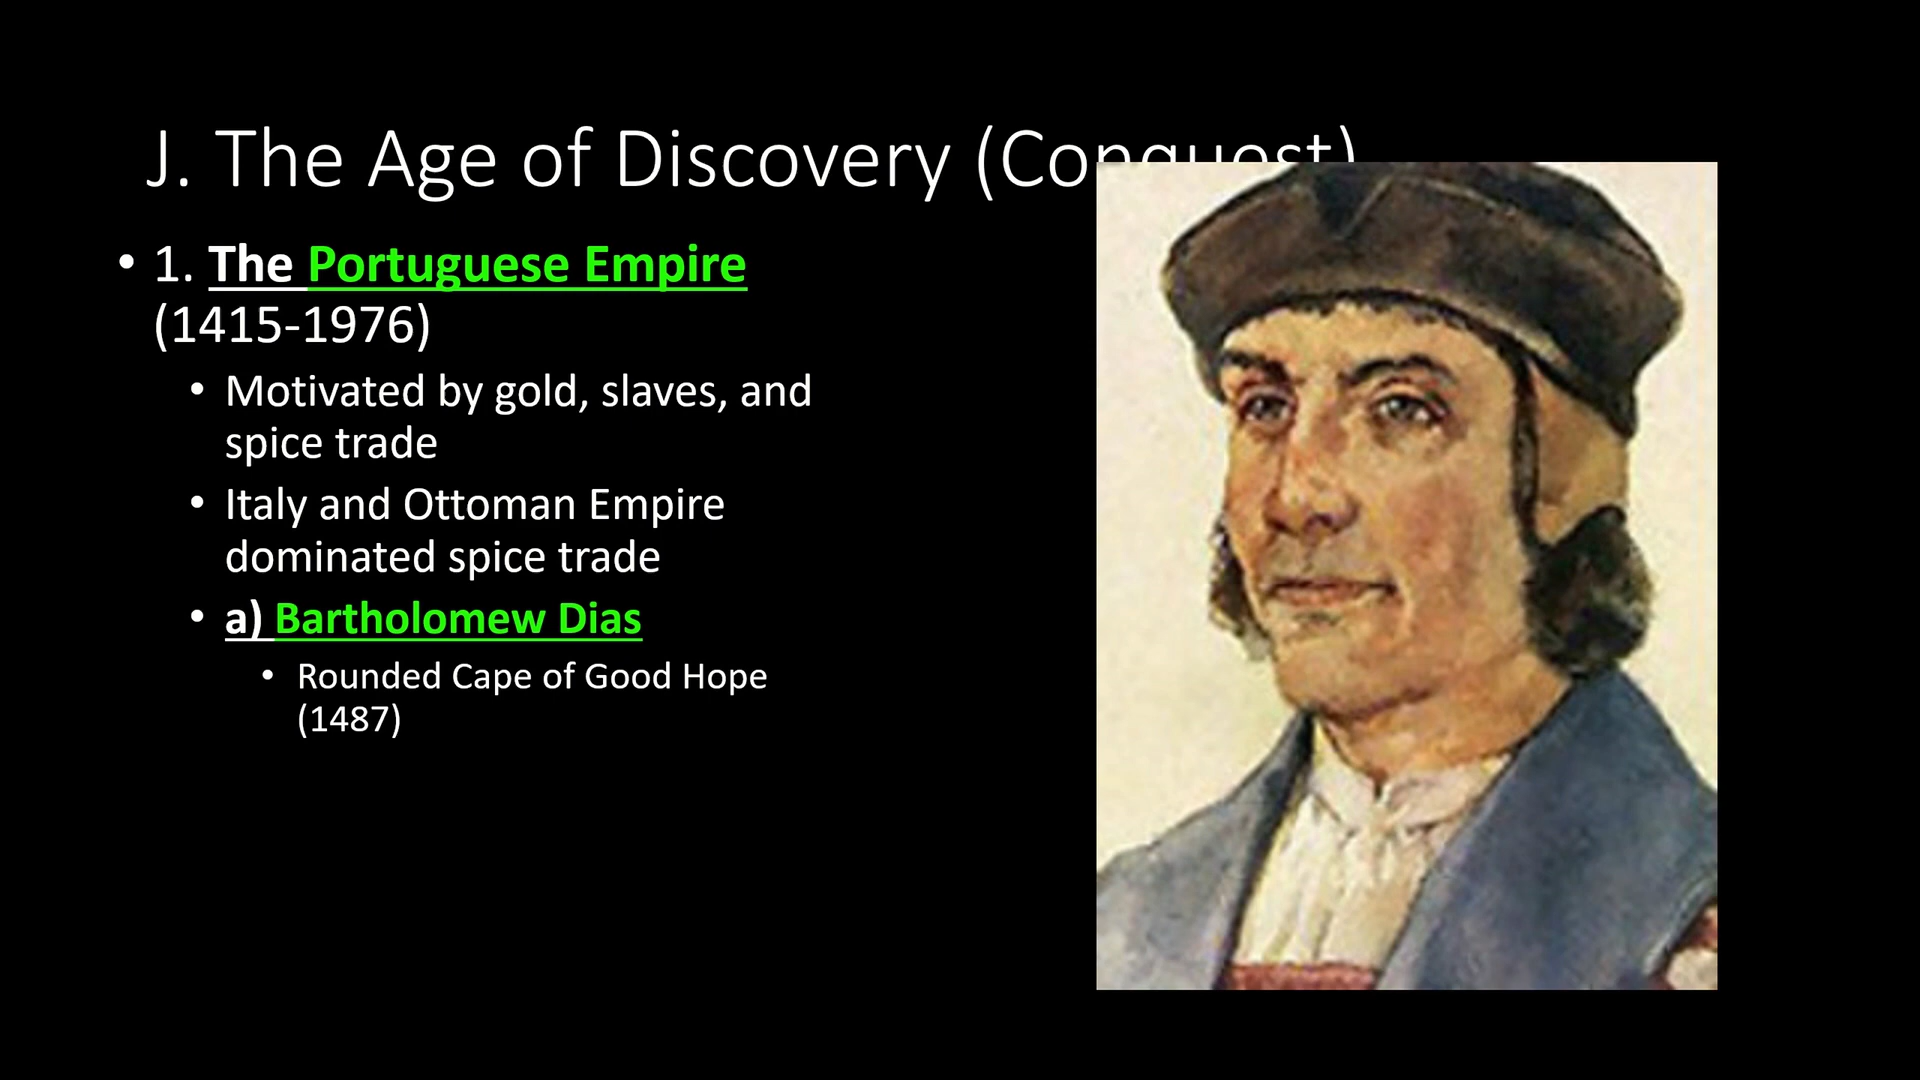 J. The Age of Discovery (Conquest)
• 1. The Portuguese Empire
(1415-1976)
• Motivated by gold, slaves, and
spice trade
• Italy and Ottoman Empire
dominated spice trade
• a) Bartholomew Dias
• Rounded Cape of Good Hope
(1487)